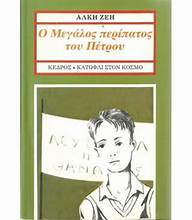 ΑΛΚΗ ΖΕΗ
Ο Μεγάλος περίπατος
του Πέτρου
ΚΕΔΡΟΣ • ΚΑΤΩΦΛΙ ΣΤΟΝ ΚΟΣΜΟ